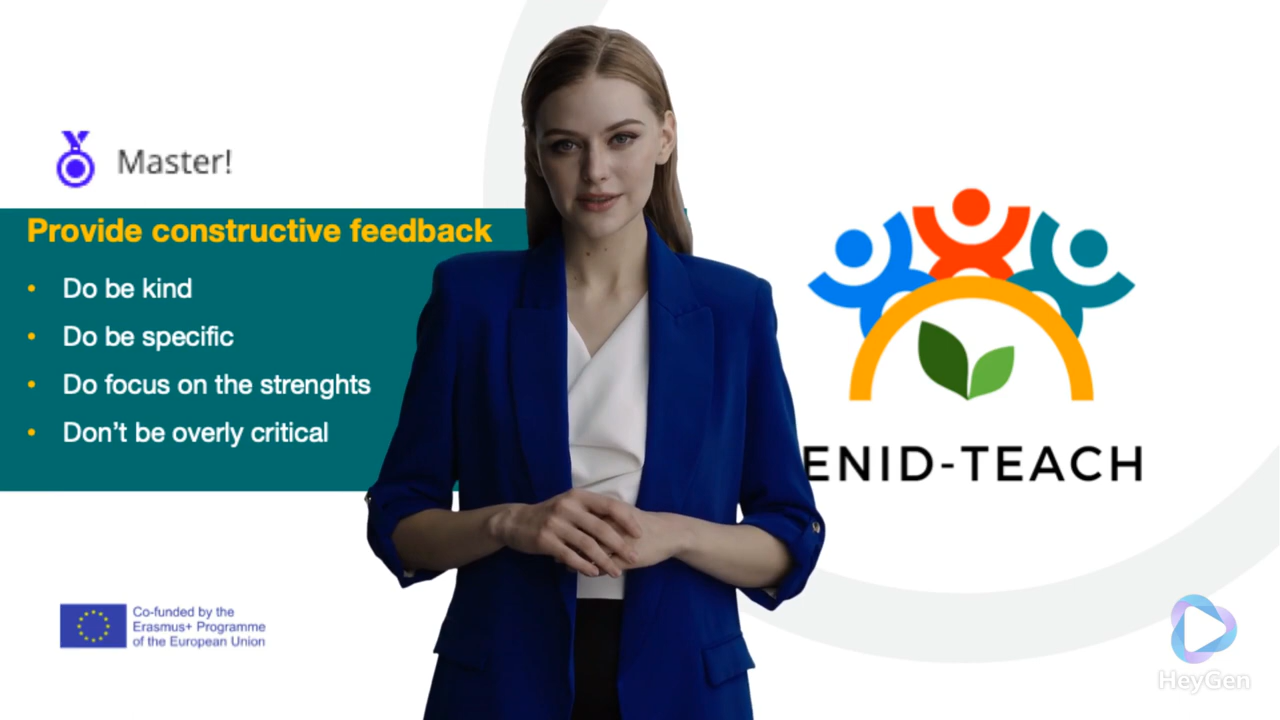 Master!
Provide constructive feedback
• Do be kind
• Do be specific
• Do focus on the strenghts
• Don't be overly critical
ENID-TEACH
Co-funded by the
Erasmus+ Programme
of the European Union
HeyGen